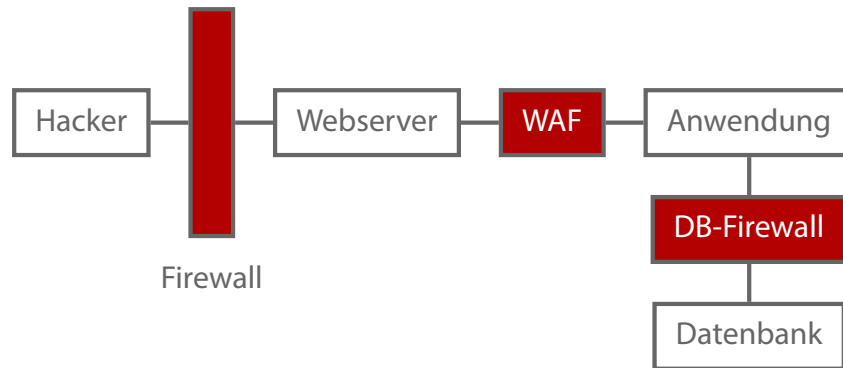 Hacker
Webserver
WAF
Anwendung
DB-Firewall
Firewall
Datenbank